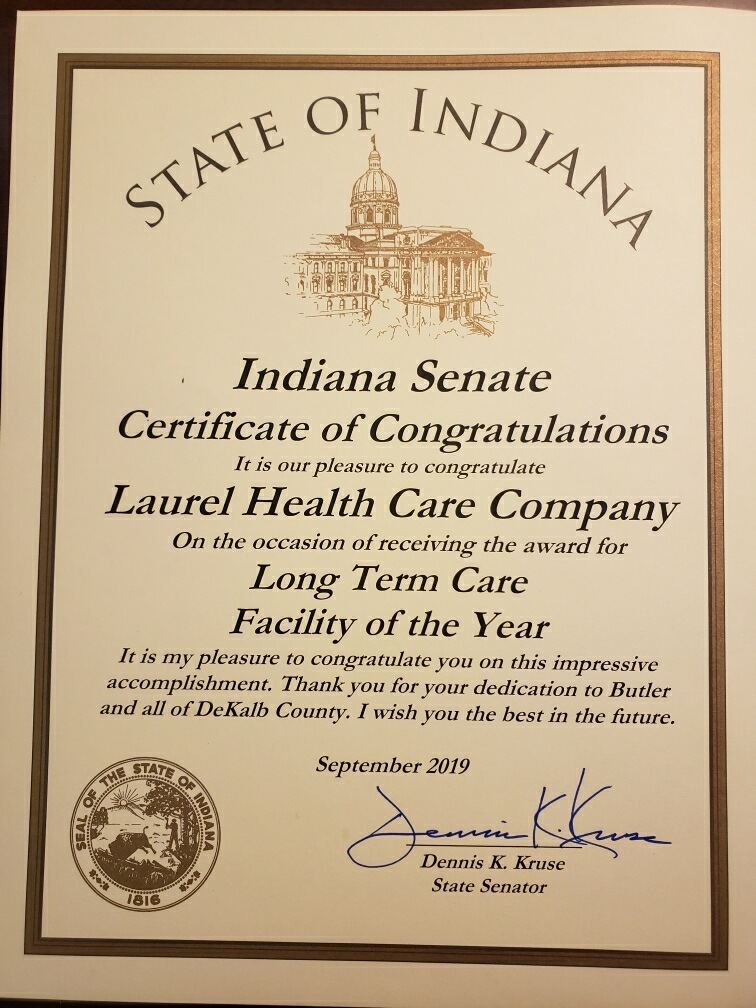 STATE OF INDIANA
Indiana Senate
Certificate of Congratulations
It is our pleasure to congratulate
Laurel Health Care Company
On the occasion of receiving the award for
Long Term Care
Facility of the Year
It is my pleasure to congratulate you on this impressive
accomplishment. Thank you for your dedication to Butler
and all of DeKalb County. I wish you the best in the future.
September 2019
SEAL OF THE STATE OF INDIANA
1816
Dennis K. Kruse
Dennis K. Kruse
State Senator